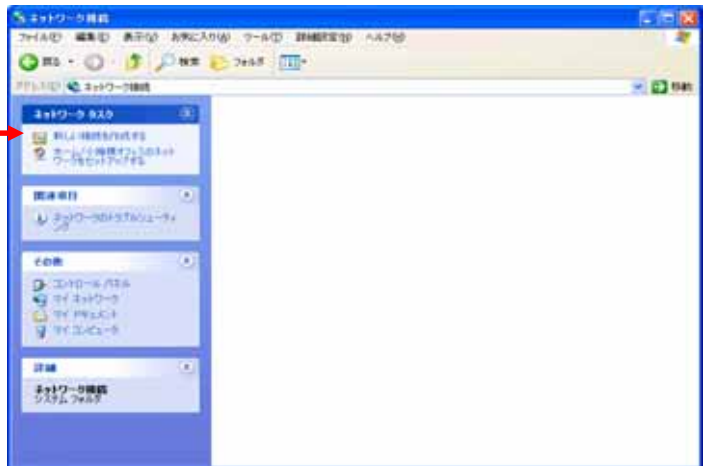 ネットワーク接続
ファイル(F) 編集(E) 表示(V) お気に入り(A) ツール(T) 詳細設定(N) ヘルプ(H)
戻る 検索 フォルダ
アドレス(D) ネットワーク接続 移動
ネットワーク タスク
新しい接続を作成する
ホーム/小規模オフィスのネット
ワークをセットアップする
関連項目
ネットワークのトラブルシューティ
ング
その他
コントロール パネル
マイ ネットワーク
マイ ドキュメント
マイ コンピュータ
詳細
ネットワーク接続
システム フォルダ